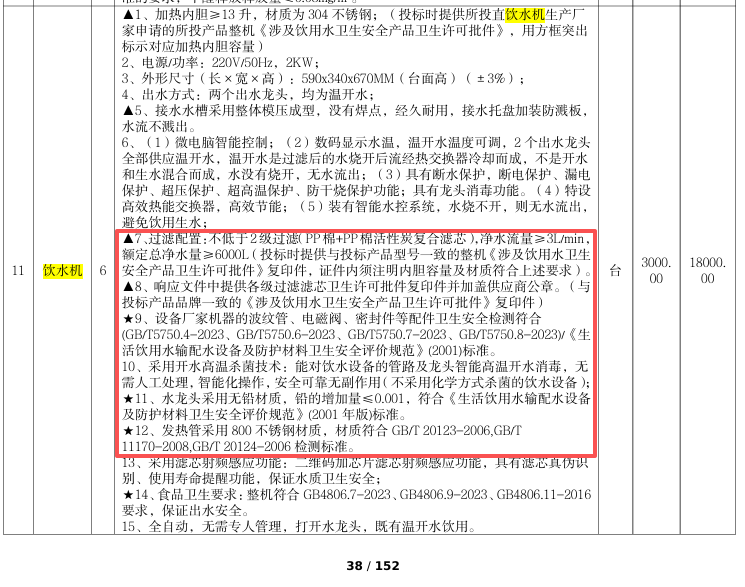 ▲1、加热内胆≥13 升，材质为 304 不锈钢；（投标时提供所投直饮水机生产厂
家申请的所投产品整机《涉及饮用水卫生安全产品卫生许可批件》，用方框突出
标示对应加热内胆容量）
2、电源/功率：220V/50Hz，2KW；
3、外形尺寸（长×宽×高）：590x340x670MM（台面高）（±3%）；
4、出水方式：两个出水龙头，均为温开水；
▲5、接水水槽采用整体模压成型，没有焊点，经久耐用，接水托盘加装防溅板，
水流不溅出。
6、（1）微电脑智能控制；（2）数码显示水温，温开水温度可调，2 个出水龙头
全部供应温开水，温开水是过滤后的水烧开后流经热交换器冷却而成，不是开水
和生水混合而成，水没有烧开，无水流出；（3）具有断水保护，断电保护、漏电
保护、超压保护、超高温保护、防干烧保护功能；具有龙头消毒功能。（4）特设
高效热能交换器，高效节能；（5）装有智能水控系统，水烧不开，则无水流出，
避免饮用生水；
11 饮水机 6
▲7、过滤配置：不低于2级过滤(PP棉+PP棉活性炭复合滤芯)，净水流量≥3L/min，
额定总净水量≥6000L（投标时提供与投标产品型号一致的整机《涉及饮用水卫生
安全产品卫生许可批件》复印件，证件内须注明内胆容量及材质符合上述要求）。
台 3000.00 18000.00
▲8、响应文件中提供各级过滤滤芯卫生许可批件复印件并加盖供应商公章。（与
投标产品品牌一致的《涉及饮用水卫生安全产品卫生许可批件》复印件）
★9、设备厂家机器的波纹管、电磁阀、密封件等配件卫生安全检测符合
(GB/T5750.4-2023、GB/T5750.6-2023、GB/T5750.7-2023、GB/T5750.8-2023)/《生
活饮用水输配水设备及防护材料卫生安全评价规范》(2001)标准。
10、采用开水高温杀菌技术：能对饮水设备的管路及龙头智能高温开水消毒，无
需人工处理，智能化操作，安全可靠无副作用(不采用化学方式杀菌的饮水设备)；
★11、水龙头采用无铅材质，铅的增加量≤0.001，符合《生活饮用水输配水设备
及防护材料卫生安全评价规范》(2001 年版)标准。
★12、发热管采用 800 不锈钢材质，材质符合 GB/T 20123-2006,GB/T
11170-2008,GB/T 20124-2006 检测标准。
13、采用滤芯射频感应功能：二维码加芯片滤芯射频感应功能，具有滤芯真伪识
别、使用寿命提醒功能，保证水质卫生安全；
★14、食品卫生要求：整机符合 GB4806.7-2023、GB4806.9-2023、GB4806.11-2016
要求，保证出水安全。
15、全自动，无需专人管理，打开水龙头，既有温开水饮用。
38 / 152